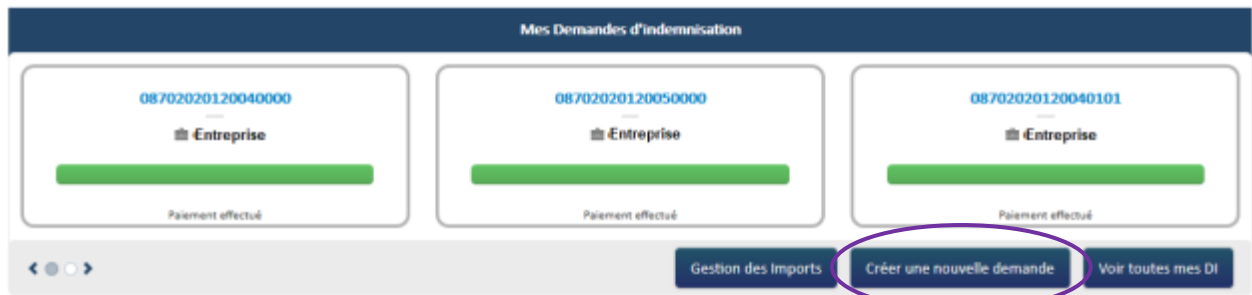 Mes Demandes d'indemnisation
08702020120040000
Entreprise
Paiement effectué
08702020120050000
Entreprise
Paiement effectué
08702020120040101
Entreprise
Paiement effectué
Gestion des Imports
Créer une nouvelle demande
Voir toutes mes DI